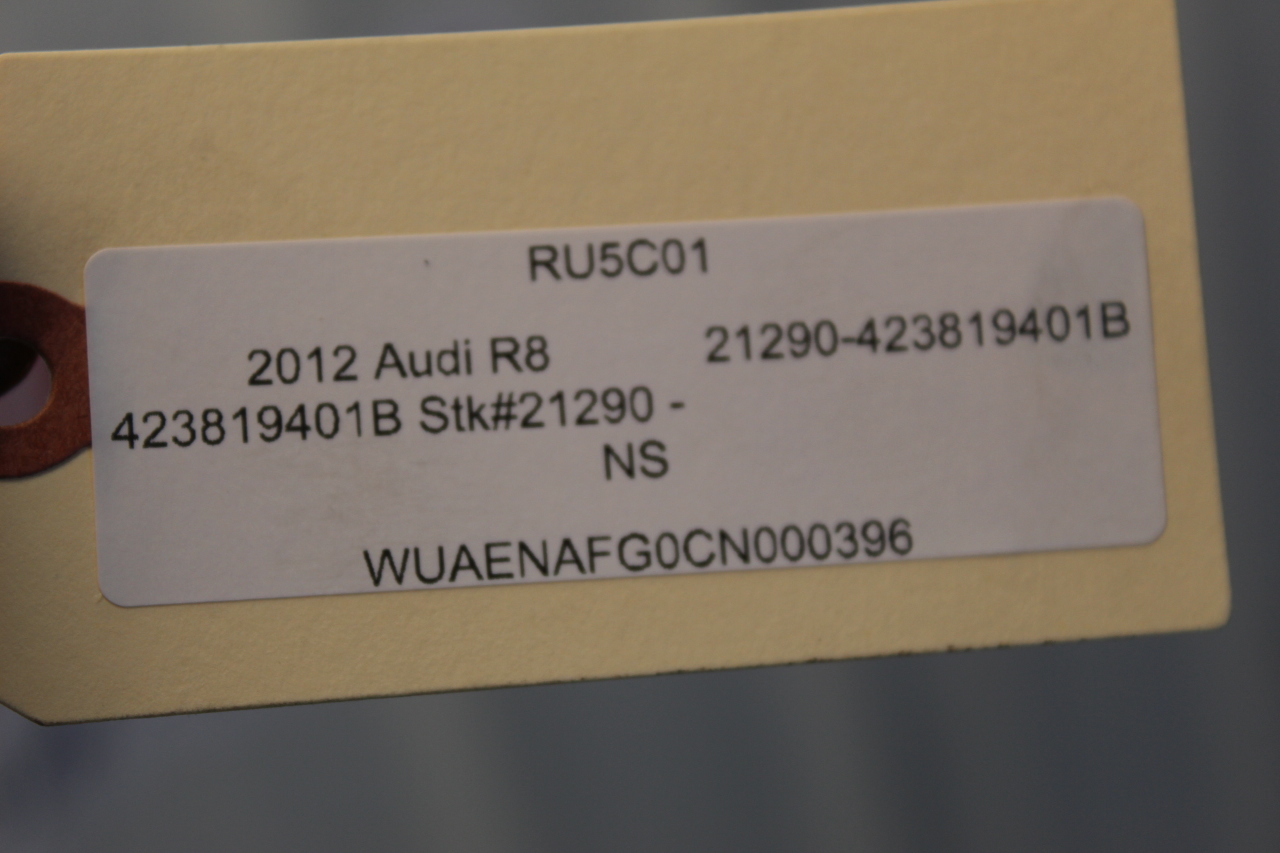 RU5C01
2012 Audi R8 21290-423819401B
423819401B Stk#21290 -
NS
WUAENAFG0CN000396